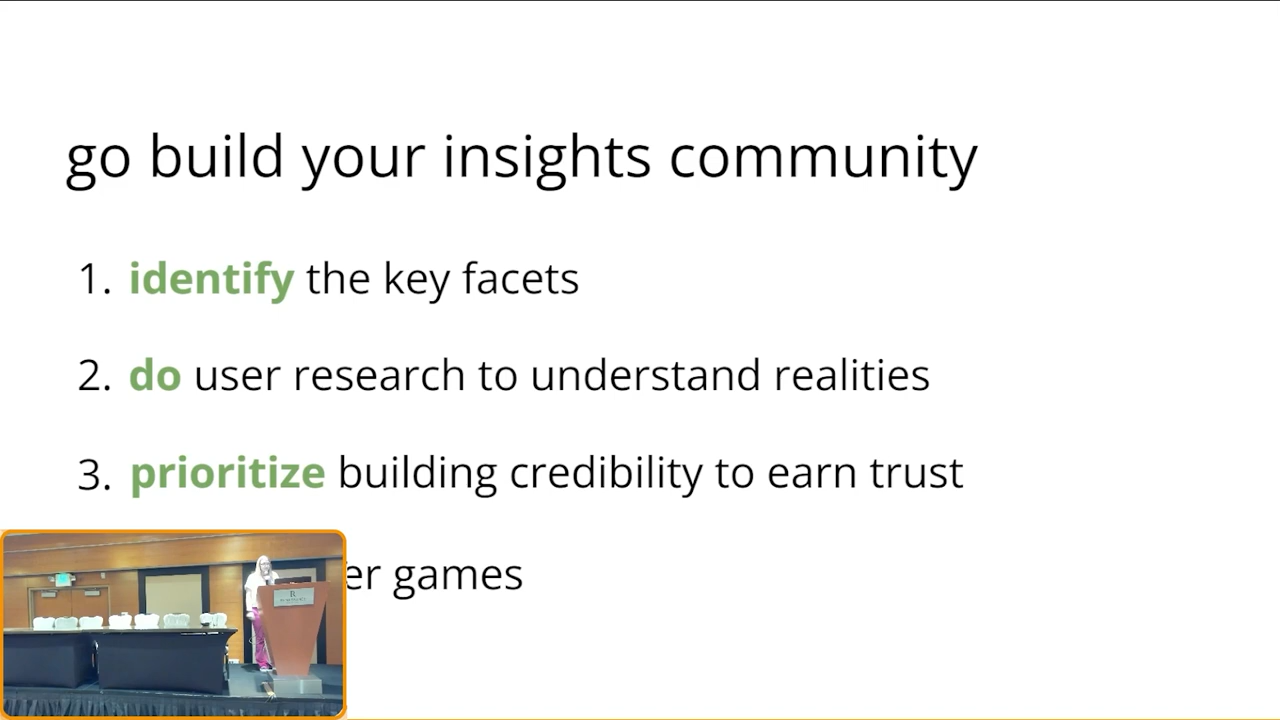 go build your insights community
1. identify the key facets
2. do user research to understand realities
3. prioritize building credibility to earn trust
games